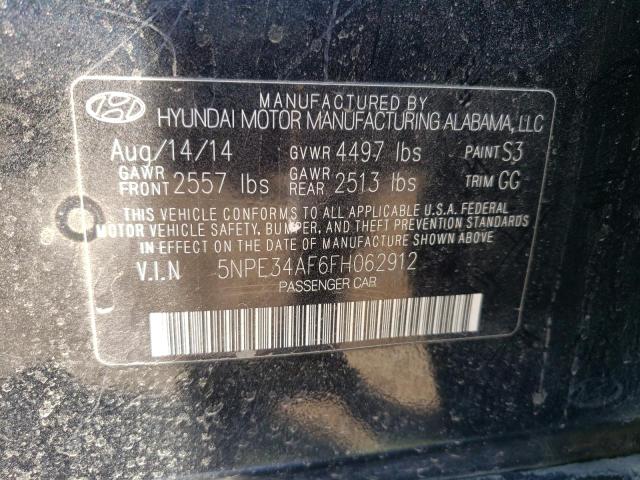 MANUFACTURED BY
HYUNDAI MOTOR MANUFACTURING ALABAMA, LLC
Aug/14/14 GVWR 4497 lbs PAINT S3
GAWR FRONT 2557 lbs GAWR REAR 2513 lbs TRIM GG
THIS VEHICLE CONFORMS TO ALL APPLICABLE U.S.A. FEDERAL
MOTOR VEHICLE SAFETY, BUMPER, AND THEFT PREVENTION STANDARDS
IN EFFECT ON THE DATE OF MANUFACTURE SHOWN ABOVE.
V.I.N 5NPE34AF6FH062912
PASSENGER CAR